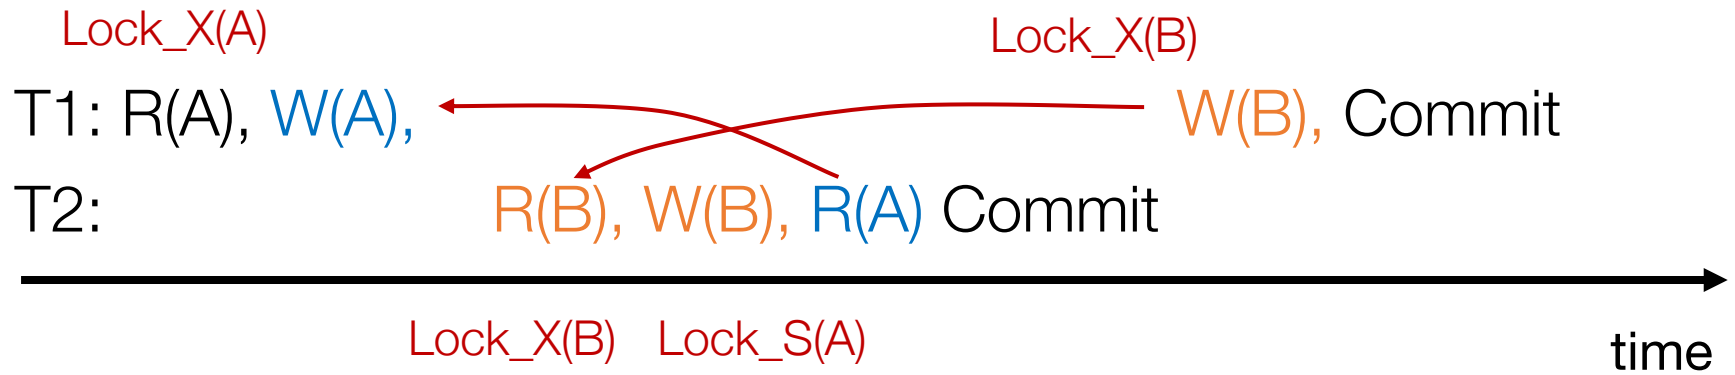 Lock_X(A) Lock_X(B)
T1: R(A), W(A), W(B), Commit
T2: R(B), W(B), R(A) Commit
Lock_X(B) Lock_S(A)
time